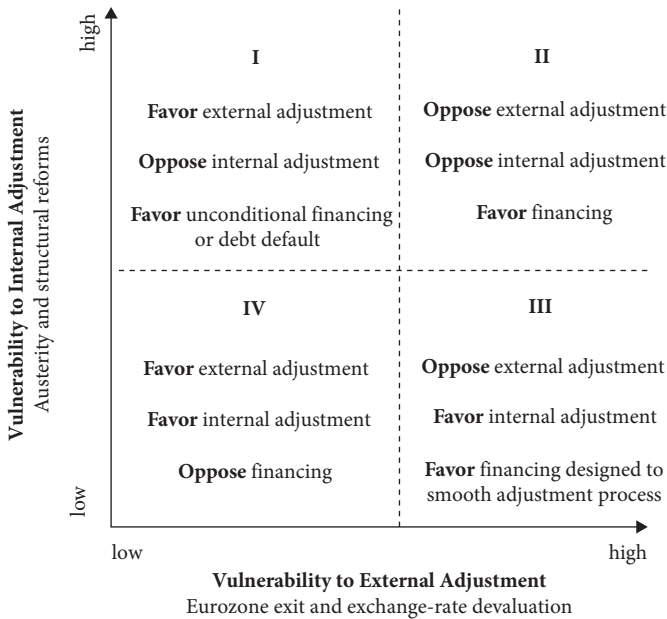 high
I
Favor external adjustment
Oppose internal adjustment
Favor unconditional financing
or debt default
II
Oppose external adjustment
Oppose internal adjustment
Favor financing
Vulnerability to Internal Adjustment
Austerity and structural reforms
IV
Favor external adjustment
Favor internal adjustment
Oppose financing
III
Oppose external adjustment
Favor internal adjustment
Favor financing designed to
smooth adjustment process
low
low
high
Vulnerability to External Adjustment
Eurozone exit and exchange-rate devaluation